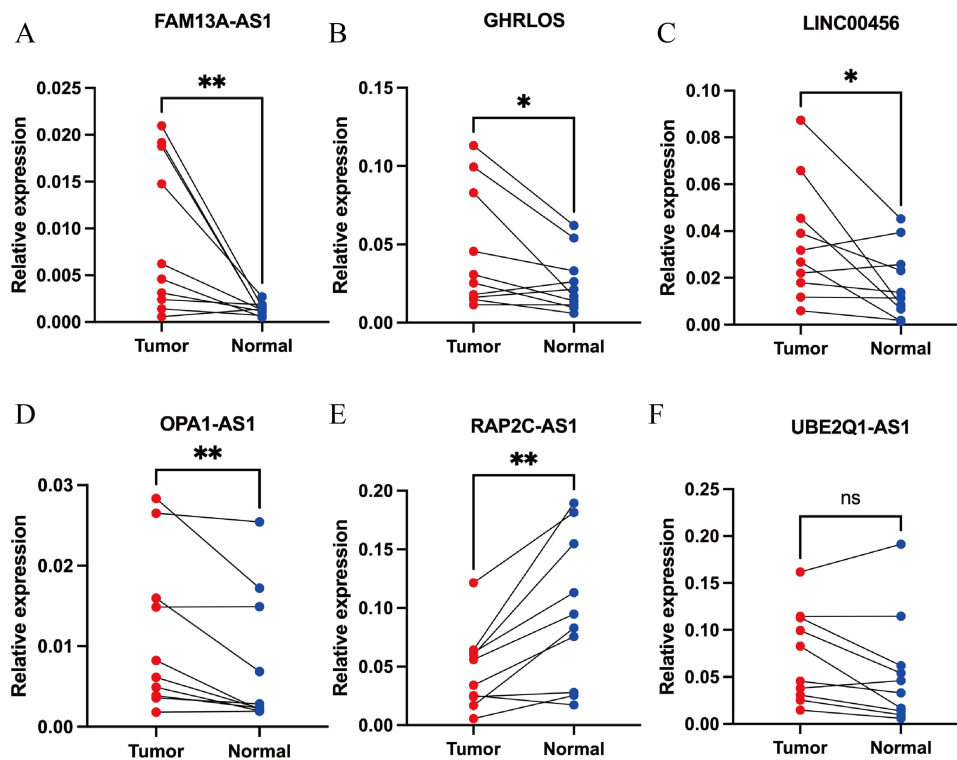 A
FAM13A-AS1
**
Relative expression
0.025
0.020
0.015
0.010
0.005
0.000
Tumor Normal
B
GHRLOS
*
Relative expression
0.15
0.10
0.05
0.00
Tumor Normal
C
LINC00456
*
Relative expression
0.10
0.08
0.06
0.04
0.02
0.00
Tumor Normal
D
OPA1-AS1
**
Relative expression
0.03
0.02
0.01
0.00
Tumor Normal
E
RAP2C-AS1
**
Relative expression
0.20
0.15
0.10
0.05
0.00
Tumor Normal
F
UBE2Q1-AS1
ns
Relative expression
0.25
0.20
0.15
0.10
0.05
0.00
Tumor Normal